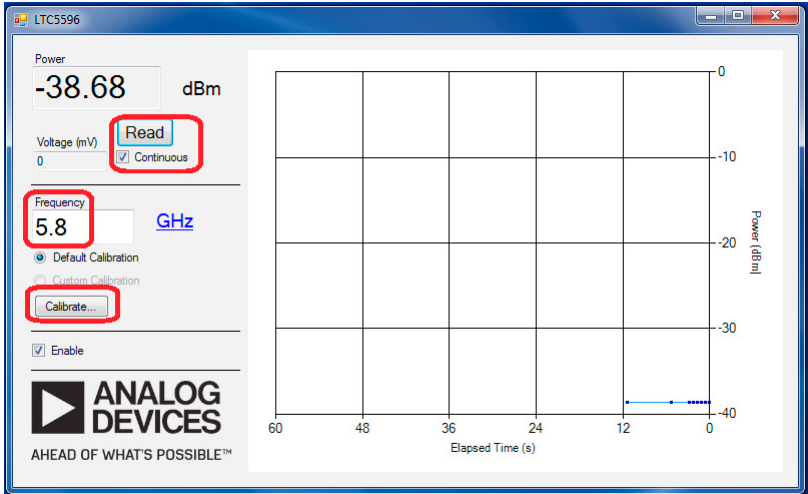 LTC5596
Power
-38.68 dBm
Voltage (mV)
0
Read
Continuous
Frequency
5.8 GHz
Default Calibration
Custom Calibration
Calibrate...
Enable
ANALOG
DEVICES
AHEAD OF WHAT'S POSSIBLE™
0
-10
-20
-30
-40
Power (dBm)
60 48 36 24 12 0
Elapsed Time (s)